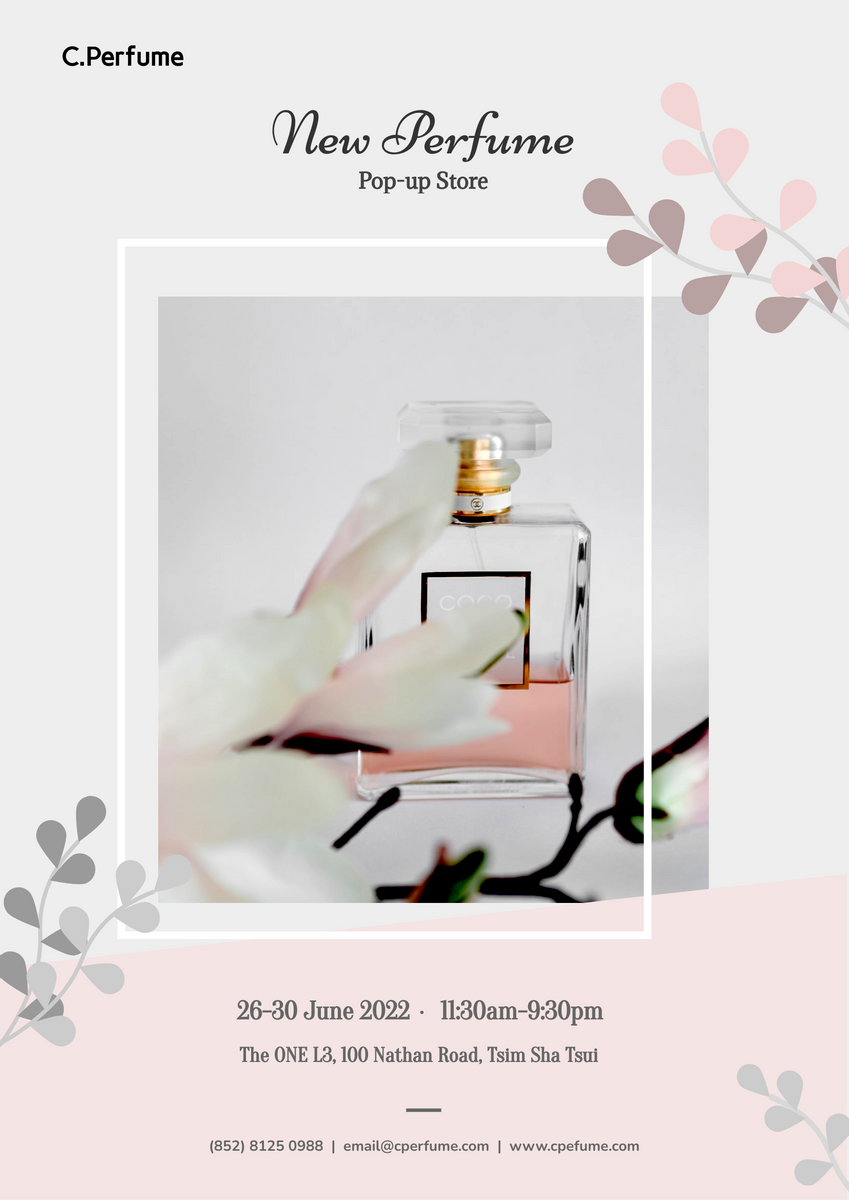 C.Perfume
New Perfume
Pop-up Store
COCO
26-30 June 2022 · 11:30am-9:30pm
The ONE L3, 100 Nathan Road, Tsim Sha Tsui
(852) 8125 0988 | email@cperfume.com | www.cpefume.com